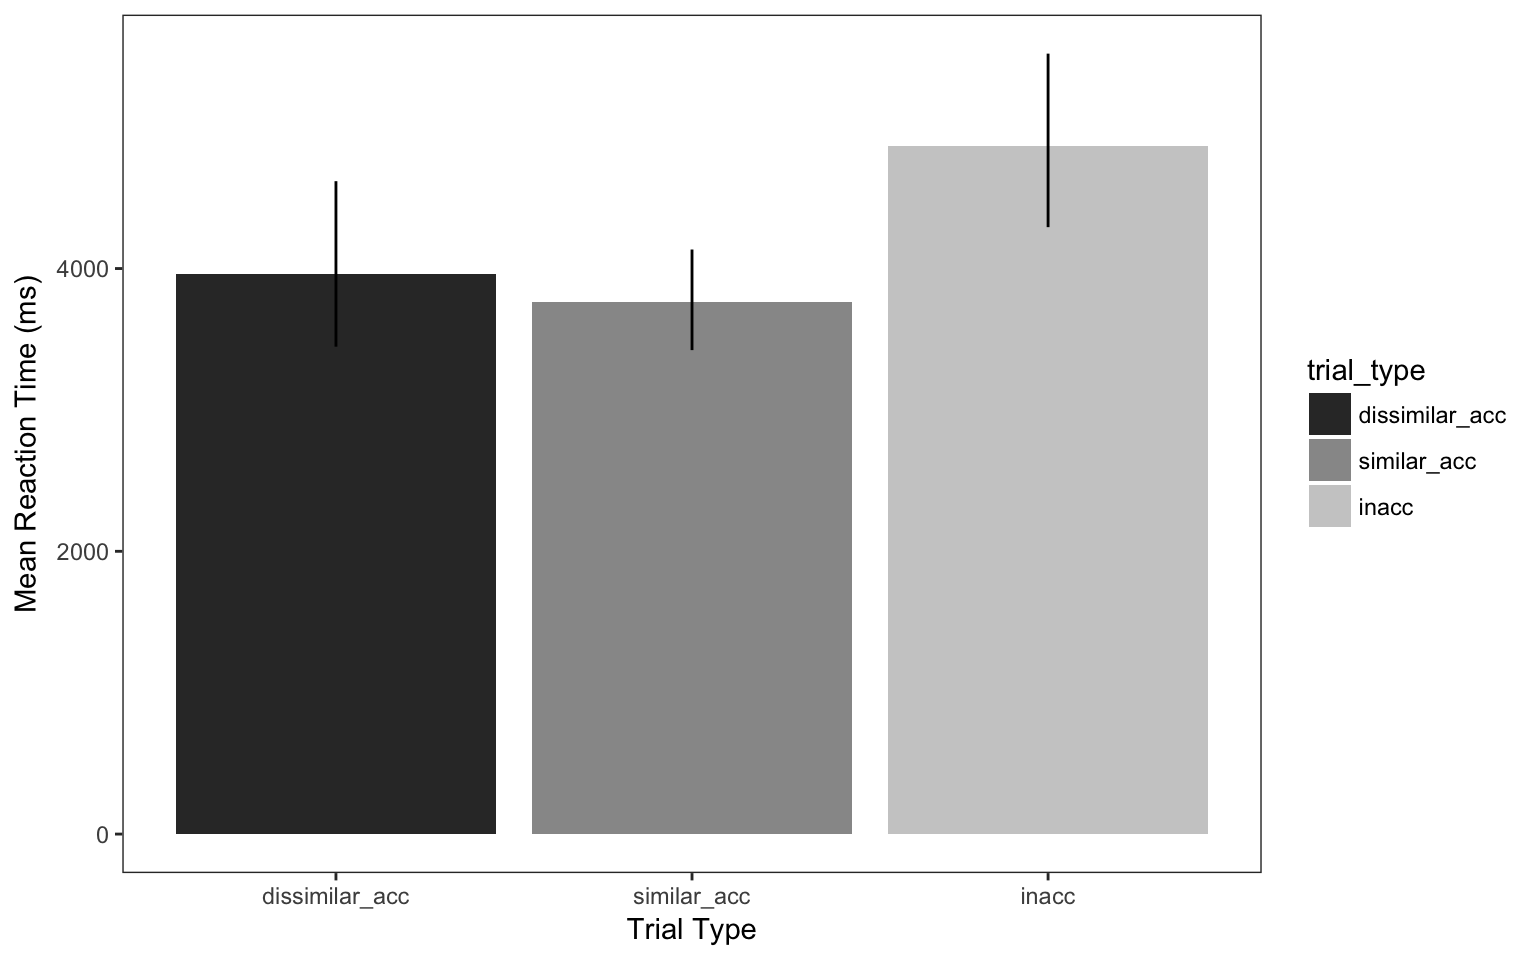 Mean Reaction Time (ms)
4000
2000
0
dissimilar_acc
similar_acc
inacc
Trial Type
trial_type
dissimilar_acc
similar_acc
inacc